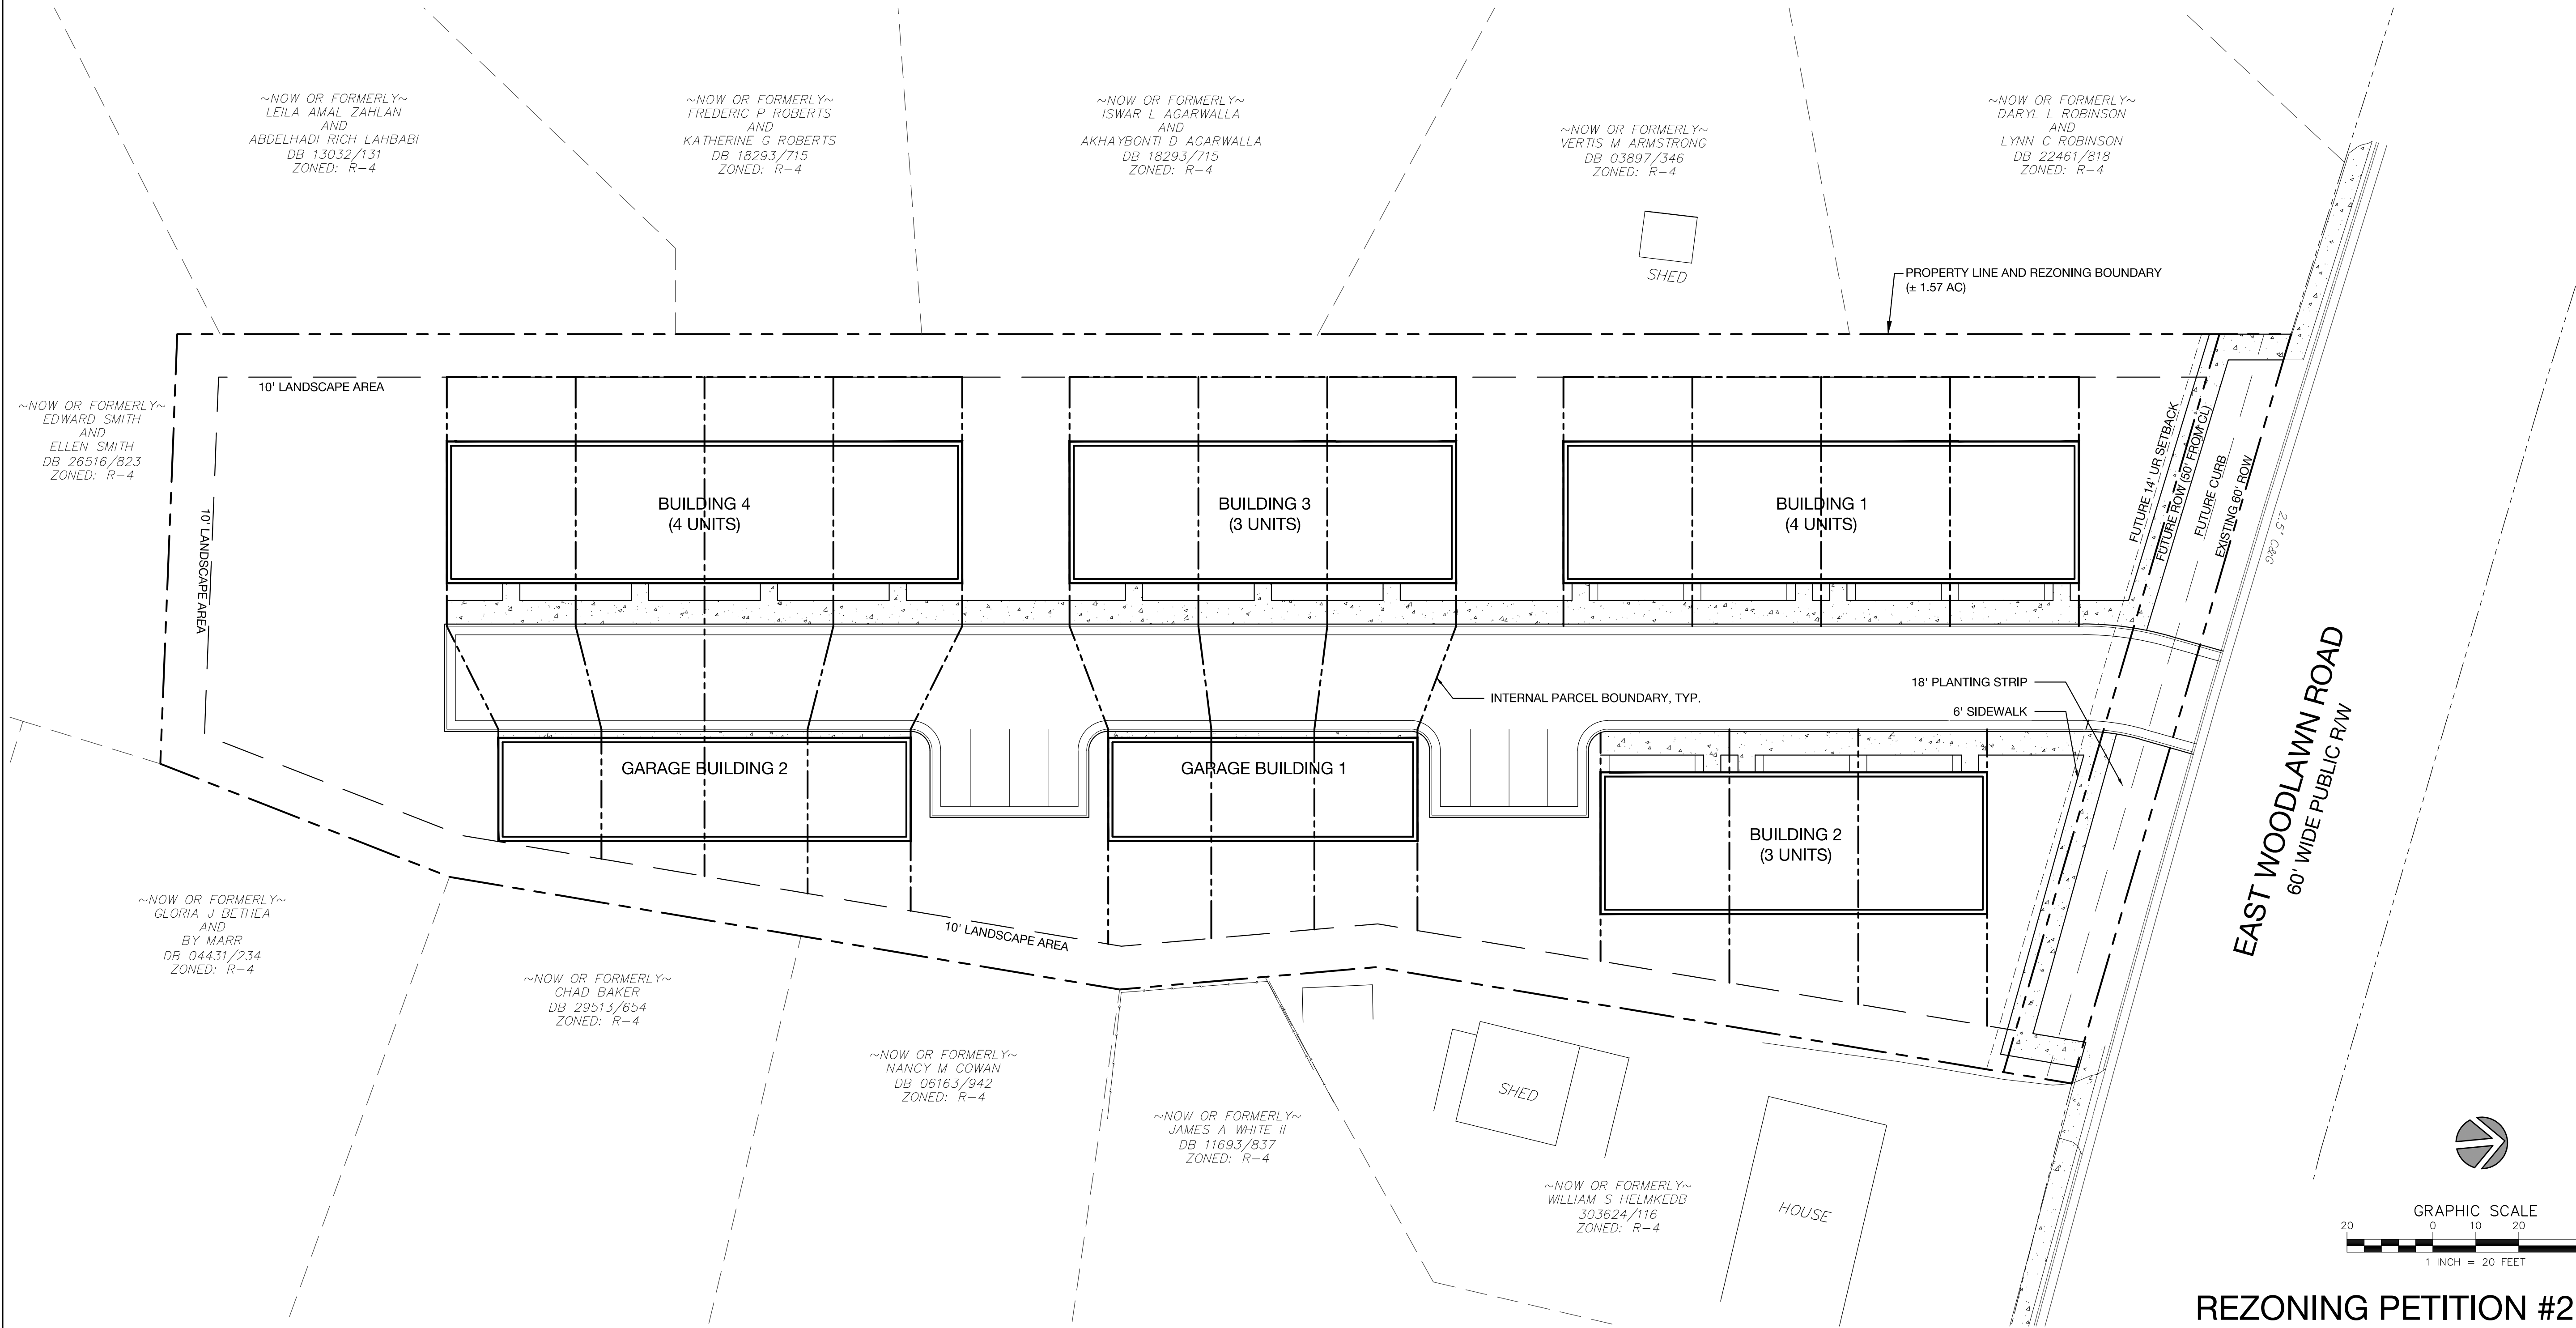 ~NOW OR FORMERLY~
LEILA AMAL ZAHLAN
AND
ABDELHADI RICH LAHBABI
DB 13032/131
ZONED: R-4
~NOW OR FORMERLY~
FREDERIC P ROBERTS
AND
KATHERINE G ROBERTS
DB 18293/715
ZONED: R-4
~NOW OR FORMERLY~
ISWAR L AGARWALLA
AND
AKHAYBONTI D AGARWALLA
DB 18293/715
ZONED: R-4
~NOW OR FORMERLY~
VERTIS M ARMSTRONG
DB 03897/346
ZONED: R-4
~NOW OR FORMERLY~
DARYL L ROBINSON
AND
LYNN C ROBINSON
DB 22461/818
ZONED: R-4
SHED
PROPERTY LINE AND REZONING BOUNDARY
(± 1.57 AC)
10' LANDSCAPE AREA
~NOW OR FORMERLY~
EDWARD SMITH
AND
ELLEN SMITH
DB 26516/823
ZONED: R-4
10' LANDSCAPE AREA
BUILDING 4
(4 UNITS)
BUILDING 3
(3 UNITS)
BUILDING 1
(4 UNITS)
FUTURE 14' UR SETBACK
FUTURE ROW (50' FROM CL)
FUTURE CURB
EXISTING 60' ROW
2.5' C&G
INTERNAL PARCEL BOUNDARY, TYP.
18' PLANTING STRIP
6' SIDEWALK
EAST WOODLAWN ROAD
60' WIDE PUBLIC R/W
GARAGE BUILDING 2
GARAGE BUILDING 1
BUILDING 2
(3 UNITS)
10' LANDSCAPE AREA
~NOW OR FORMERLY~
GLORIA J BETHEA
AND
BY MARR
DB 04431/234
ZONED: R-4
~NOW OR FORMERLY~
CHAD BAKER
DB 29513/654
ZONED: R-4
~NOW OR FORMERLY~
NANCY M COWAN
DB 06163/942
ZONED: R-4
~NOW OR FORMERLY~
JAMES A WHITE II
DB 11693/837
ZONED: R-4
SHED
~NOW OR FORMERLY~
WILLIAM S HELMKEDB
303624/116
ZONED: R-4
HOUSE
GRAPHIC SCALE
20 0 10 20
1 INCH = 20 FEET
REZONING PETITION #2